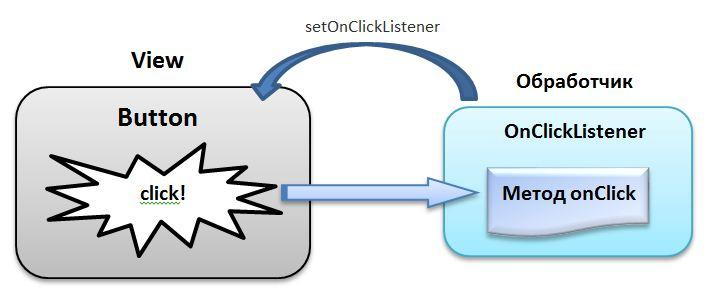 setOnClickListener
View
Обработчик
Button
OnClickListener
click!
Метод onClick